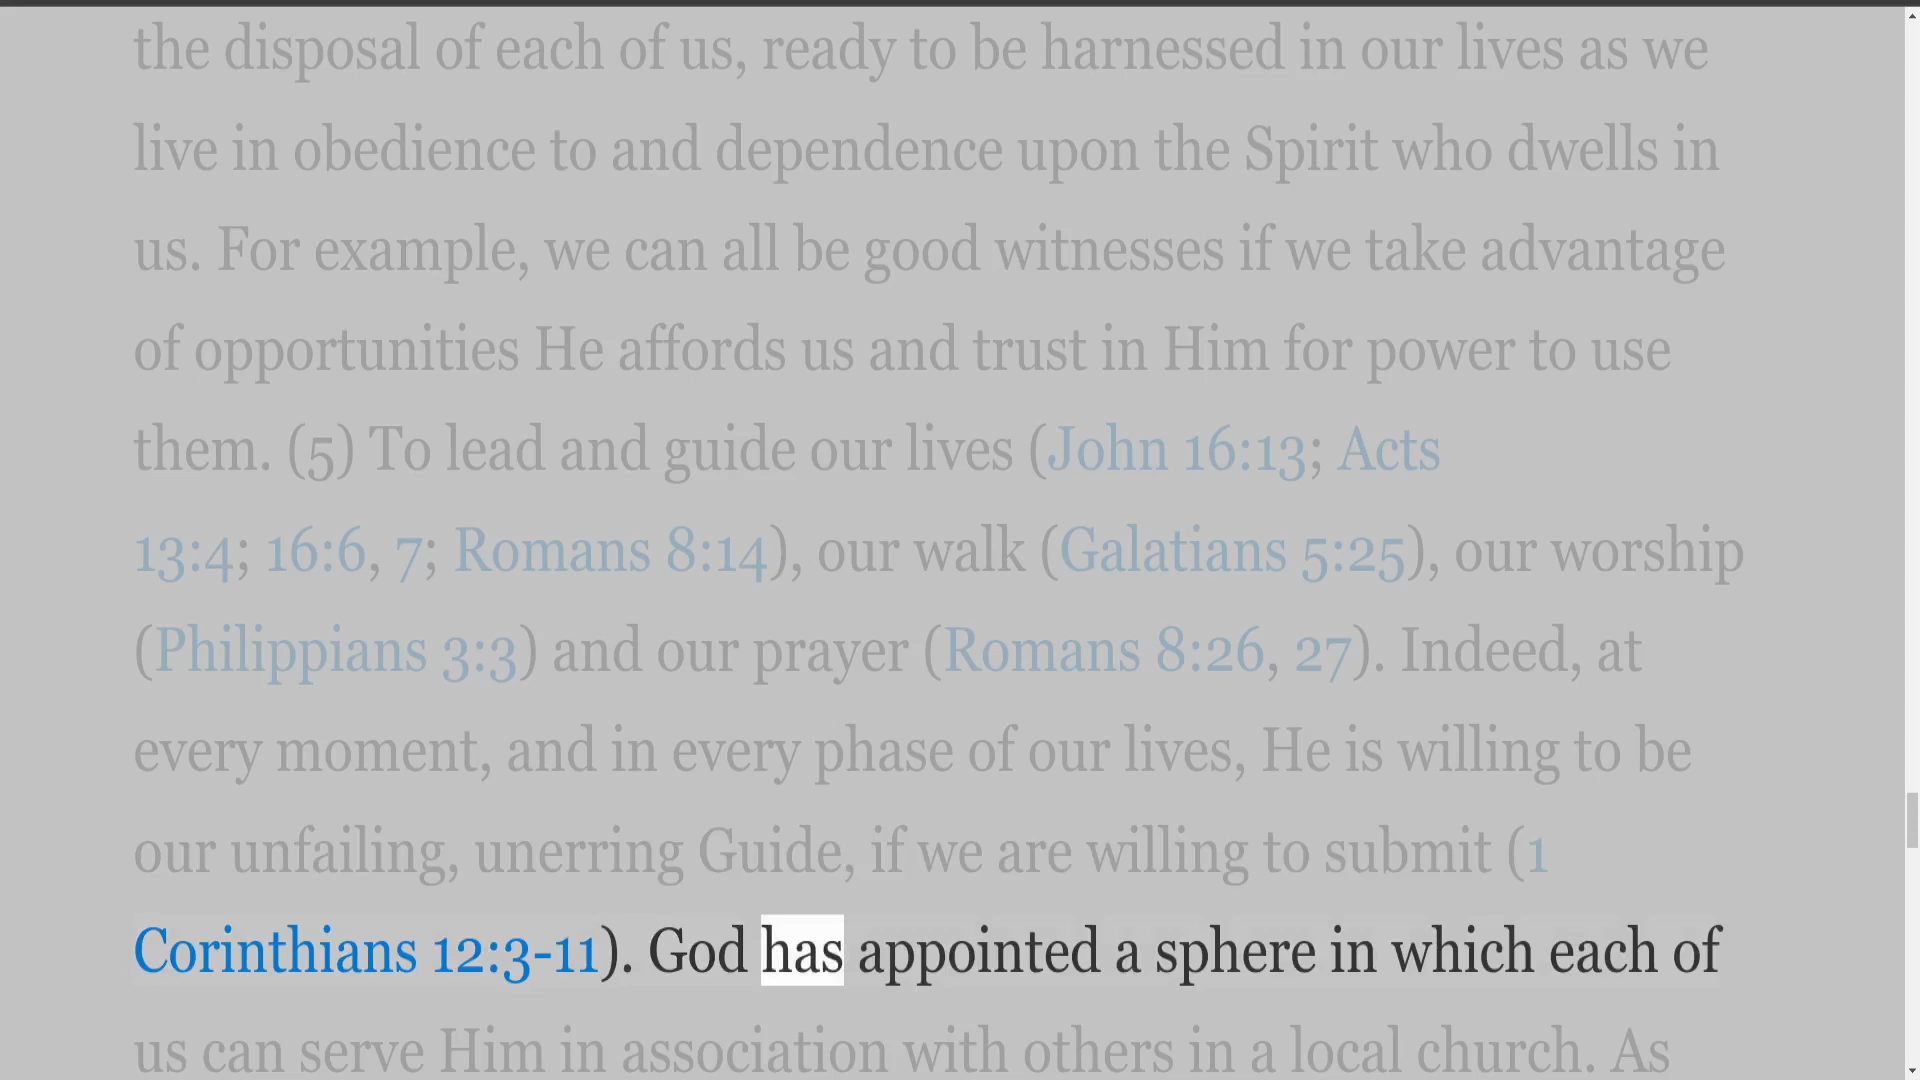 the disposal of each of us, ready to be harnessed in our lives as we
live in obedience to and dependence upon the Spirit who dwells in
us. For example, we can all be good witnesses if we take advantage
of opportunities He affords us and trust in Him for power to use
them. (5) To lead and guide our lives (John 16:13; Acts
13:4; 16:6, 7; Romans 8:14), our walk (Galatians 5:25), our worship
(Philippians 3:3) and our prayer (Romans 8:26, 27). Indeed, at
every moment, and in every phase of our lives, He is willing to be
our unfailing, unerring Guide, if we are willing to submit (1
Corinthians 12:3-11). God has appointed a sphere in which each of
us can serve Him in association with others in a local church. As